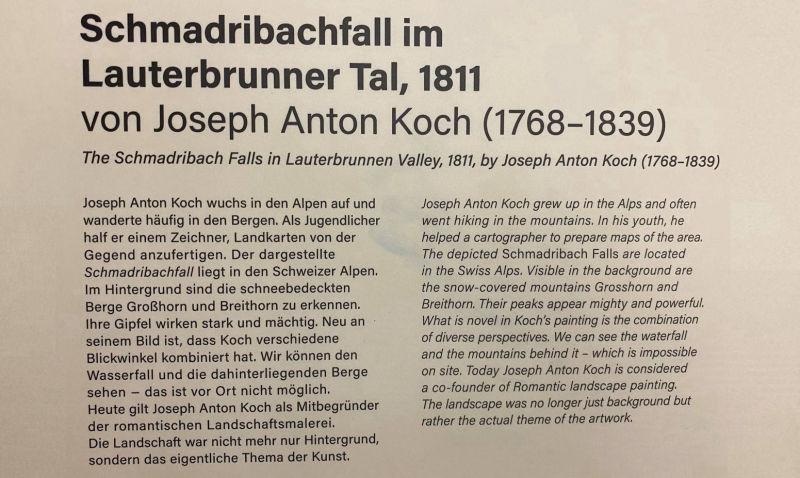 Schmadribachfall im
Lauterbrunner Tal, 1811
von Joseph Anton Koch (1768–1839)
The Schmadribach Falls in Lauterbrunnen Valley, 1811, by Joseph Anton Koch (1768–1839)
Joseph Anton Koch wuchs in den Alpen auf und
wanderte häufig in den Bergen. Als Jugendlicher
half er einem Zeichner, Landkarten von der
Gegend anzufertigen. Der dargestellte
Schmadribachfall liegt in den Schweizer Alpen.
Im Hintergrund sind die schneebedeckten
Berge Großhorn und Breithorn zu erkennen.
Ihre Gipfel wirken stark und mächtig. Neu an
seinem Bild ist, dass Koch verschiedene
Blickwinkel kombiniert hat. Wir können den
Wasserfall und die dahinterliegenden Berge
sehen – das ist vor Ort nicht möglich.
Heute gilt Joseph Anton Koch als Mitbegründer
der romantischen Landschaftsmalerei.
Die Landschaft war nicht mehr nur Hintergrund,
sondern das eigentliche Thema der Kunst.
Joseph Anton Koch grew up in the Alps and often
went hiking in the mountains. In his youth, he
helped a cartographer to prepare maps of the area.
The depicted Schmadribach Falls are located
in the Swiss Alps. Visible in the background are
the snow-covered mountains Grosshorn and
Breithorn. Their peaks appear mighty and powerful.
What is novel in Koch's painting is the combination
of diverse perspectives. We can see the waterfall
and the mountains behind it – which is impossible
on site. Today Joseph Anton Koch is considered
a co-founder of Romantic landscape painting.
The landscape was no longer just background but
rather the actual theme of the artwork.